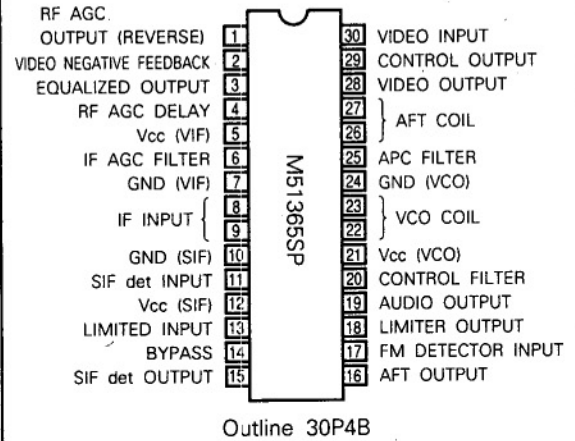 RF AGC
OUTPUT (REVERSE) 1
VIDEO NEGATIVE FEEDBACK 2
EQUALIZED OUTPUT 3
RF AGC DELAY 4
Vcc (VIF) 5
IF AGC FILTER 6
GND (VIF) 7
IF INPUT 8
9
GND (SIF) 10
SIF det INPUT 11
Vcc (SIF) 12
LIMITED INPUT 13
BYPASS 14
SIF det OUTPUT 15
M51365SP
30 VIDEO INPUT
29 CONTROL OUTPUT
28 VIDEO OUTPUT
27
26 AFT COIL
25 APC FILTER
24 GND (VCO)
23
22 VCO COIL
21 Vcc (VCO)
20 CONTROL FILTER
19 AUDIO OUTPUT
18 LIMITER OUTPUT
17 FM DETECTOR INPUT
16 AFT OUTPUT
Outline 30P4B